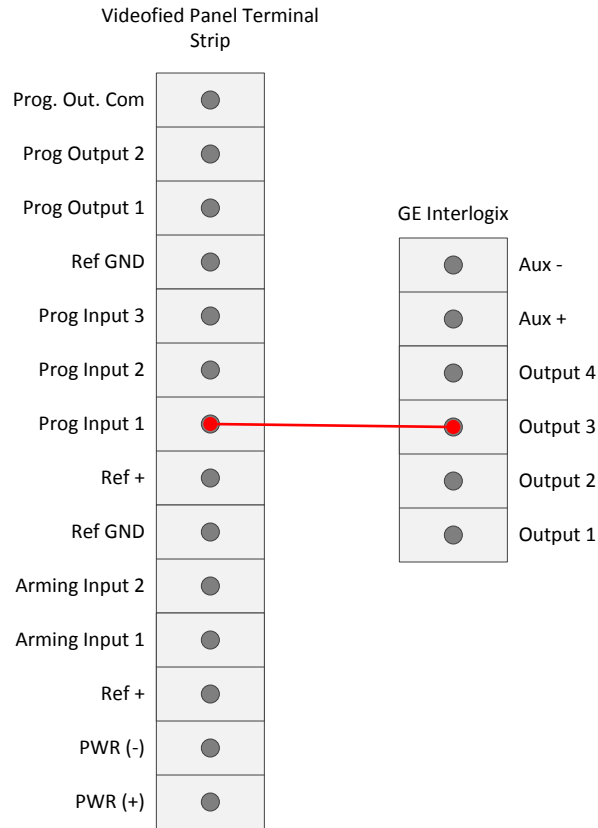 Videofied Panel Terminal
Strip
Prog. Out. Com
Prog Output 2
Prog Output 1
Ref GND
Prog Input 3
Prog Input 2
Prog Input 1
Ref +
Ref GND
Arming Input 2
Arming Input 1
Ref +
PWR (-)
PWR (+)
GE Interlogix
Aux -
Aux +
Output 4
Output 3
Output 2
Output 1